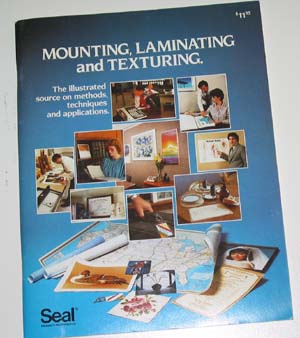 $11.95
MOUNTING, LAMINATING
and TEXTURING.
The Illustrated
source on methods,
techniques
and applications.
Seal®